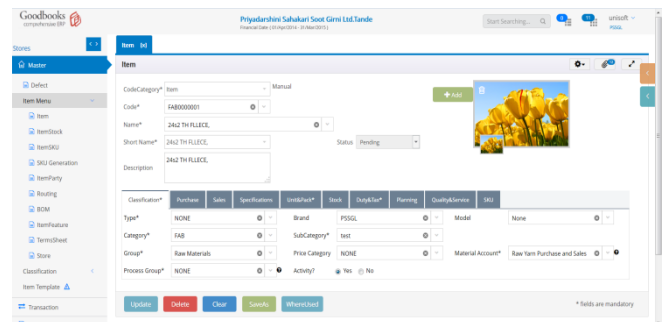 Goodbooks
comprehensive ERP
Priyadarshini Sahakari Soot Girni Ltd.Tande
Start Searching...
unisoft
PSSGL
Stores
Item
Master
Item
Defect
Item Menu
Item
ItemStock
ItemSKU
SKU Generation
ItemParty
Routing
BOM
ItemFeature
TermsSheet
Store
Classification
Item Template
Transaction
CodeCategory* Item Manual
Add
Code* FAB0000001
Name* 24s2 TH FLLECE,
Short Name* 24s2 TH FLLECE, Status Pending
Description 24s2 TH FLLECE,
Classification* Purchase Sales Specifications Unit&Pack* Stock Duty&Tax* Planning Quality&Service SKU
Type* NONE Brand PSSGL Model None
Category* FAB SubCategory* test
Group* Raw Materials Price Category NONE Material Account* Raw Yarn Purchase and Sales
Process Group* NONE Activity? Yes No
Update Delete Clear SaveAs WhereUsed * fields are mandatory